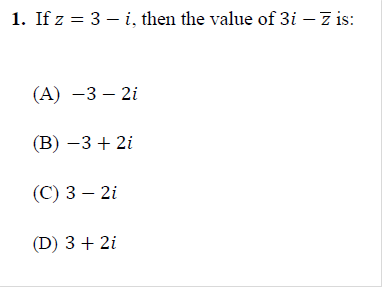 1. If z = 3 − i, then the value of 3i − z̅ is:
(A) −3 − 2i
(B) −3 + 2i
(C) 3 − 2i
(D) 3 + 2i